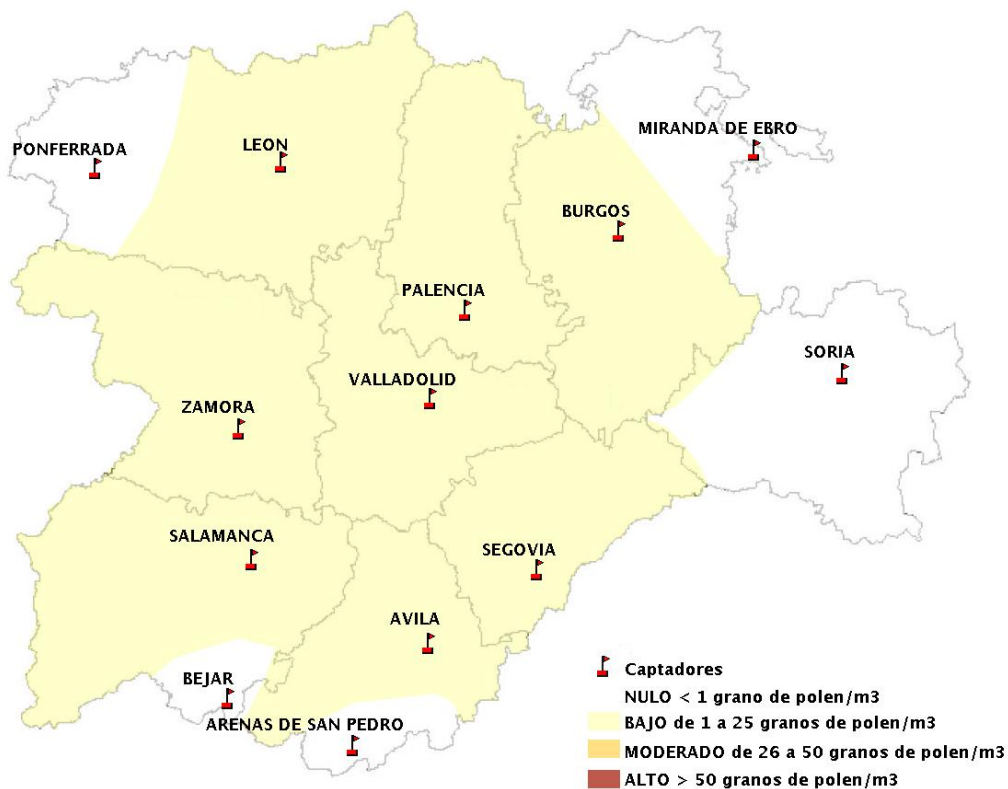 MIRANDA DE EBRO
PONFERRADA
LEON
BURGOS
PALENCIA
SORIA
VALLADOLID
ZAMORA
SALAMANCA
SEGOVIA
AVILA
BEJAR
ARENAS DE SAN PEDRO
Captadores
NULO < 1 grano de polen/m3
BAJO de 1 a 25 granos de polen/m3
MODERADO de 26 a 50 granos de polen/m3
ALTO > 50 granos de polen/m3